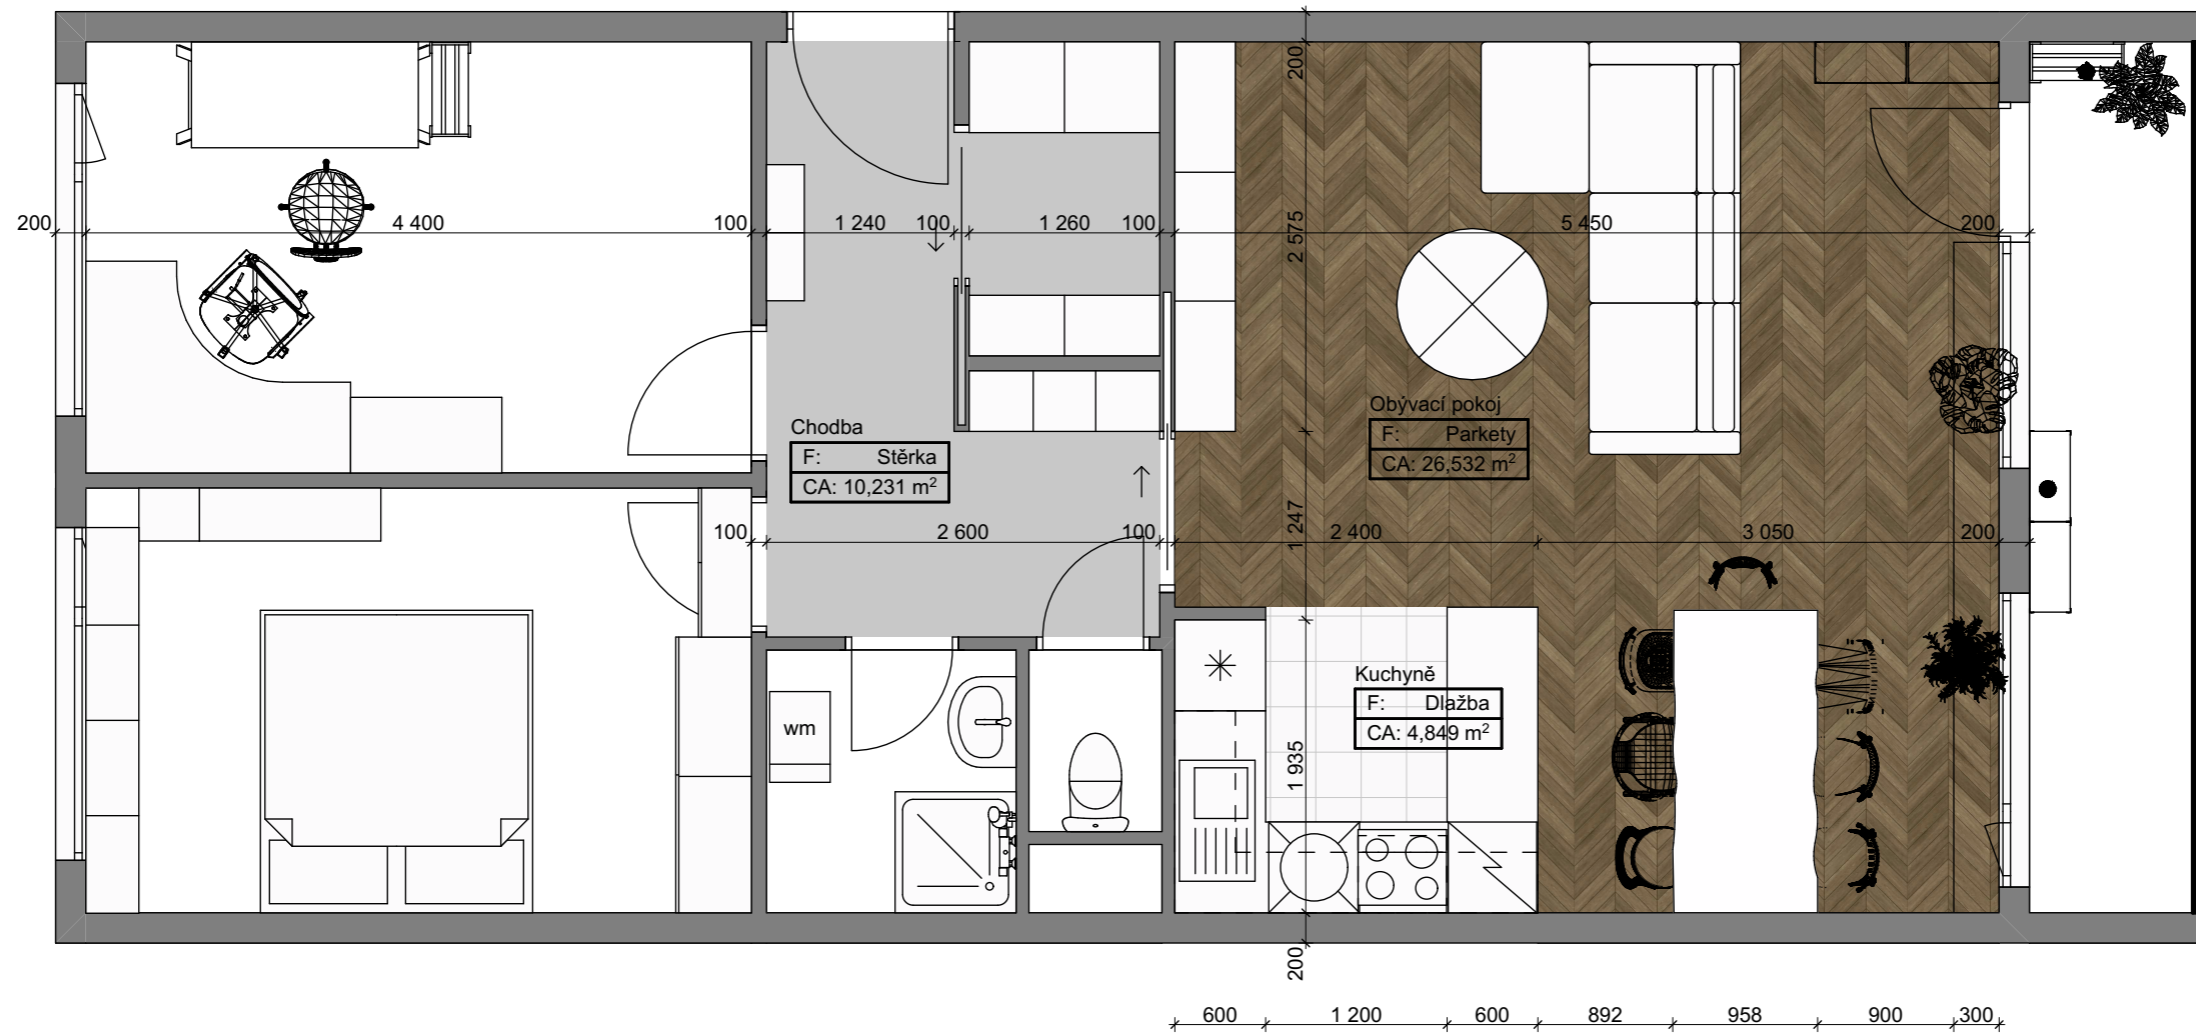 200
200 4 400 100 1 240 100 1 260 100 5 450 200
2 575
Chodba
F: Stěrka
CA: 10,231 m²
Obývací pokoj
F: Parkety
CA: 26,532 m²
100 2 600 100 2 400 3 050 200
1 247
Kuchyně
F: Dlažba
CA: 4,849 m²
wm
1 935
200
600 1 200 600 892 958 900 300